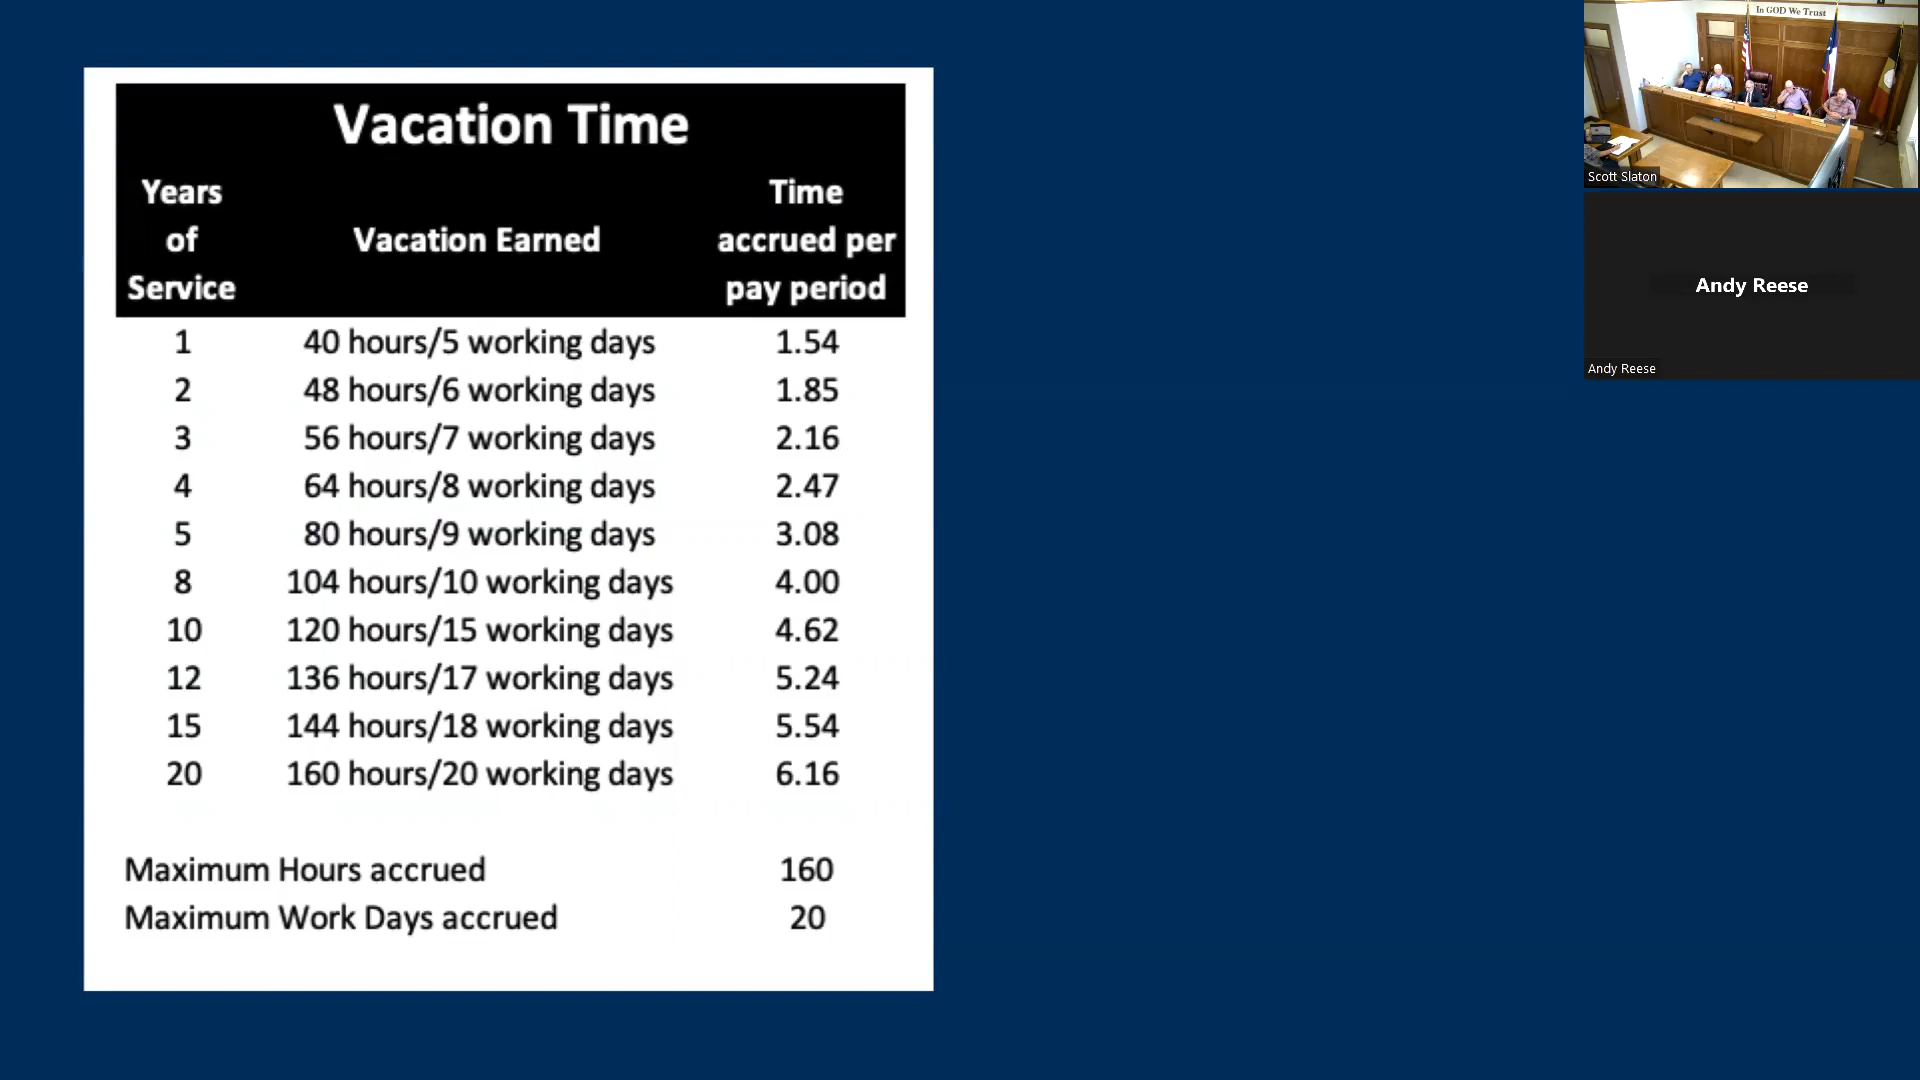 Vacation Time
Years of Service
Vacation Earned
Time accrued per pay period
1 40 hours/5 working days 1.54
2 48 hours/6 working days 1.85
3 56 hours/7 working days 2.16
4 64 hours/8 working days 2.47
5 80 hours/9 working days 3.08
8 104 hours/10 working days 4.00
10 120 hours/15 working days 4.62
12 136 hours/17 working days 5.24
15 144 hours/18 working days 5.54
20 160 hours/20 working days 6.16
Maximum Hours accrued 160
Maximum Work Days accrued 20
In GOD We Trust
Scott Slaton
Andy Reese
Andy Reese